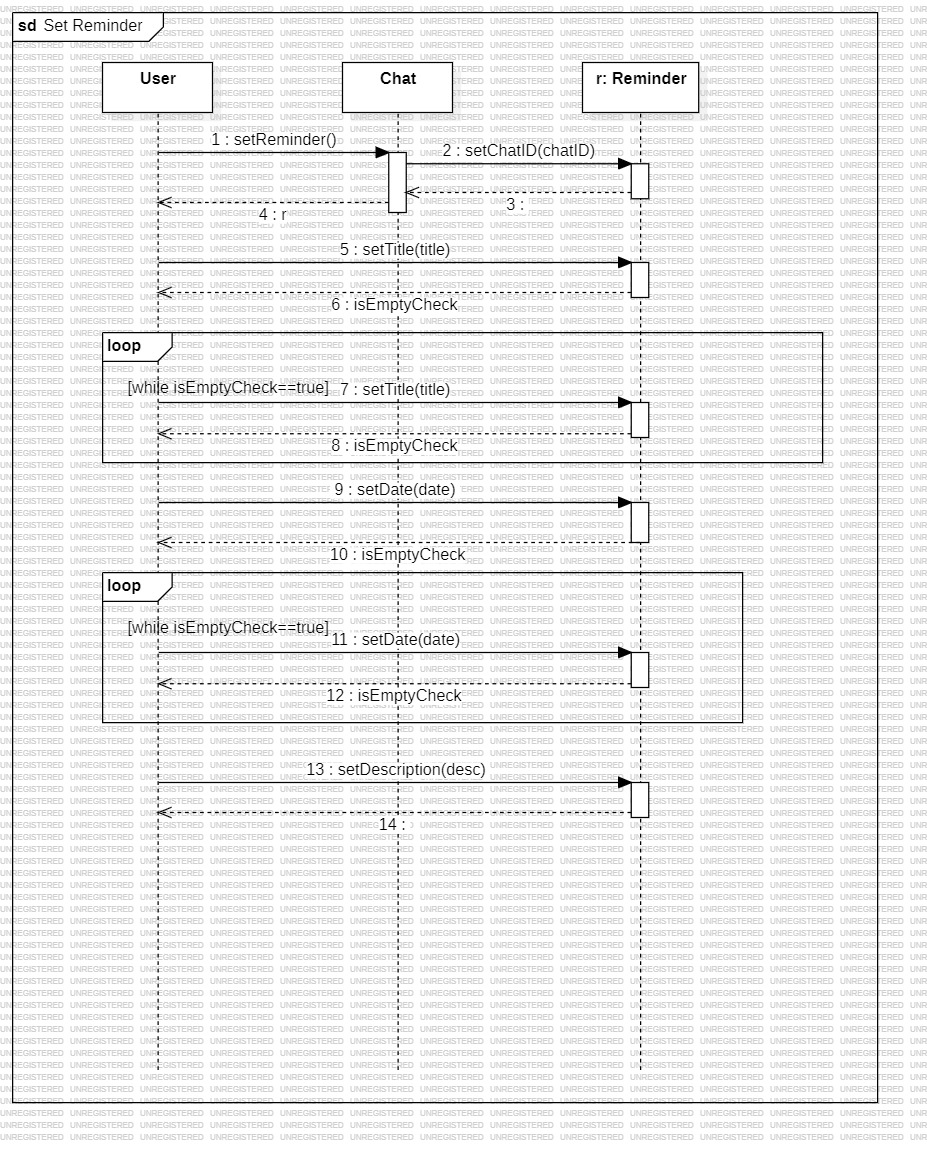 sd Set Reminder
User
Chat
r: Reminder
1 : setReminder()
2 : setChatID(chatID)
3 :
4 : r
5 : setTitle(title)
6 : isEmptyCheck
loop
[while isEmptyCheck==true]
7 : setTitle(title)
8 : isEmptyCheck
9 : setDate(date)
10 : isEmptyCheck
loop
[while isEmptyCheck==true]
11 : setDate(date)
12 : isEmptyCheck
13 : setDescription(desc)
14 :
UNREGISTERED